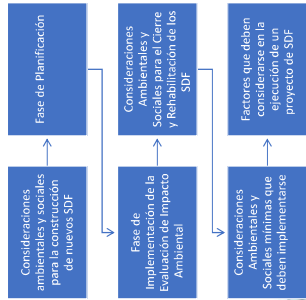 Consideraciones
ambientales y sociales
para la construcción
de nuevos SDF
Fase de Planificación
Fase de
Implementación de la
Evaluación de Impacto
Ambiental
Consideraciones
Ambientales y
Sociales para el Cierre
y Rehabilitación de los
SDF
Consideraciones
Ambientales y
Sociales mínimas que
deben implementarse
Factores que deben
considerarse en la
ejecución de un
proyecto de SDF